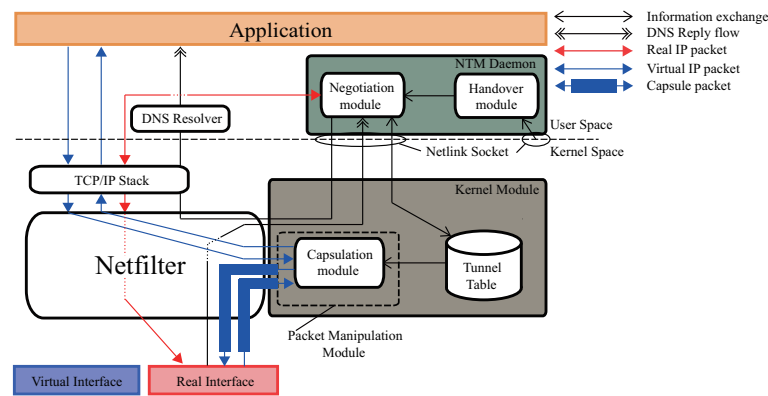 Application
Information exchange
DNS Reply flow
Real IP packet
Virtual IP packet
Capsule packet
NTM Daemon
Negotiation
module
Handover
module
DNS Resolver
User Space
Netlink Socket
Kernel Space
TCP/IP Stack
Kernel Module
Netfilter
Capsulation
module
Tunnel
Table
Packet Manipulation
Module
Virtual Interface
Real Interface